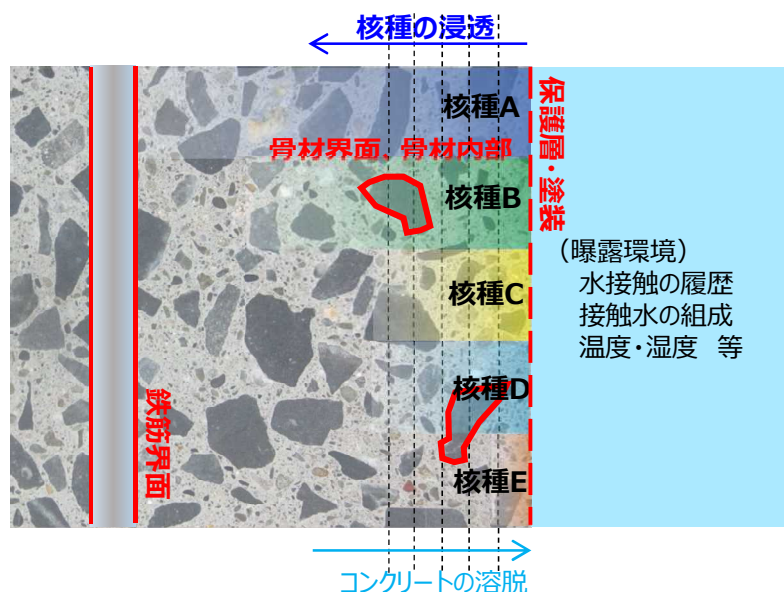 核種の浸透
核種A
骨材界面、骨材内部
核種B
核種C
核種D
核種E
保護層・塗装
鉄筋界面
（曝露環境）
水接触の履歴
接触水の組成
温度・湿度 等
コンクリートの溶脱